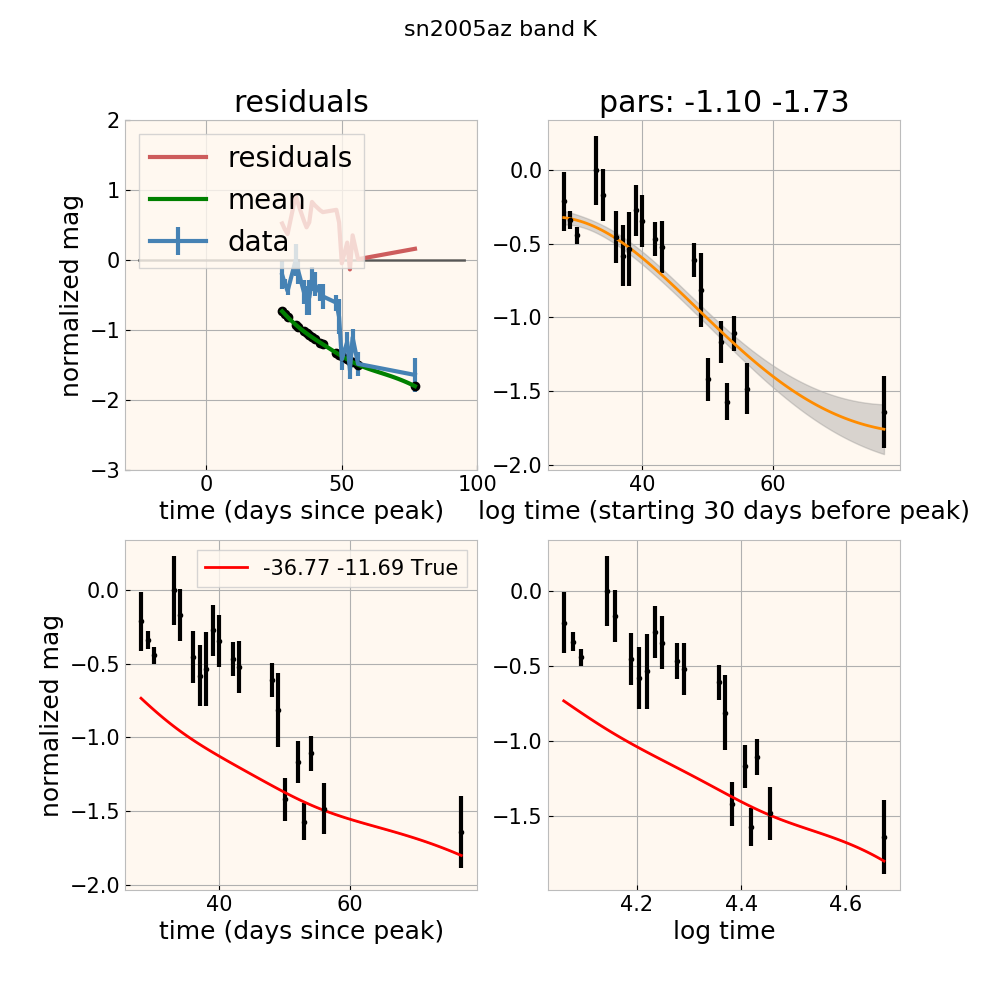 sn2005az band K
residuals
pars: -1.10 -1.73
2
1
0
−1
−2
−3
normalized mag
residuals
mean
data
0
50
100
time (days since peak)
0.0
−0.5
−1.0
−1.5
−2.0
40
60
log time (starting 30 days before peak)
0.0
−0.5
−1.0
−1.5
−2.0
normalized mag
-36.77 -11.69 True
40
60
time (days since peak)
0.0
−0.5
−1.0
−1.5
4.2
4.4
4.6
log time